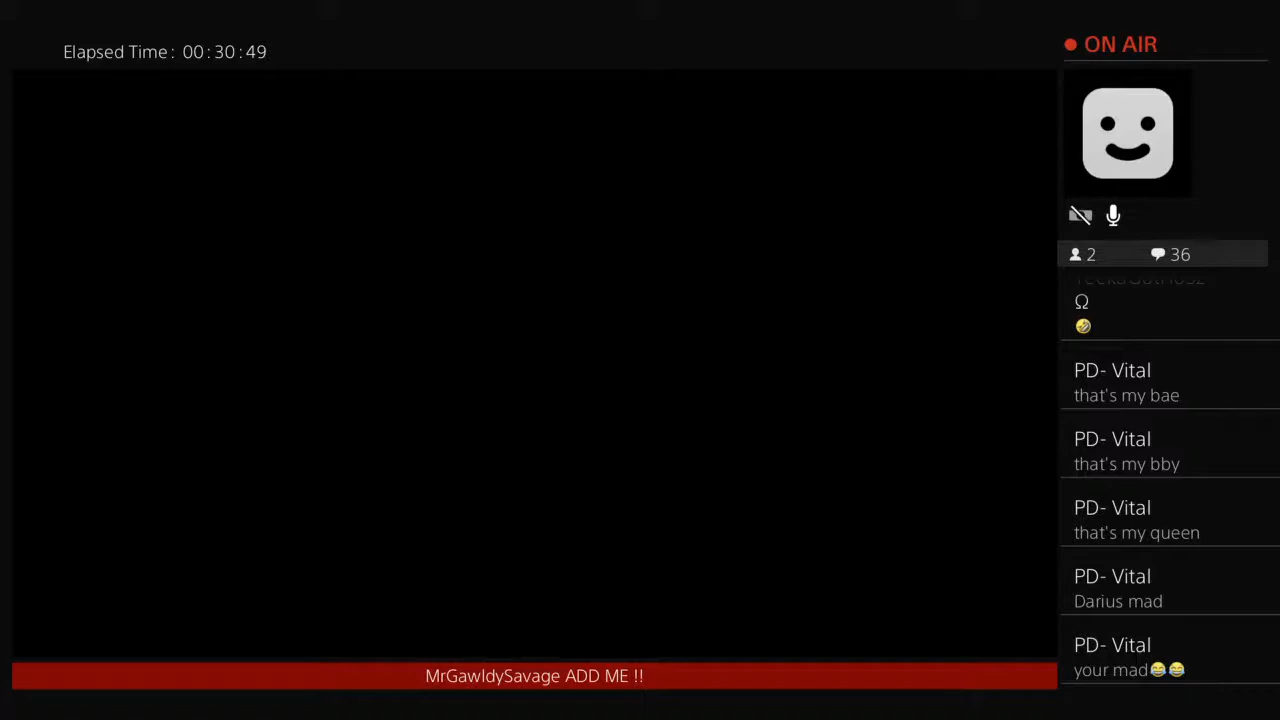 Elapsed Time: 00:30:49
ON AIR
2 36
Ω
🤣
PD- Vital
that's my bae
PD- Vital
that's my bby
PD- Vital
that's my queen
PD- Vital
Darius mad
PD- Vital
your mad😂😂
MrGawldySavage ADD ME !!